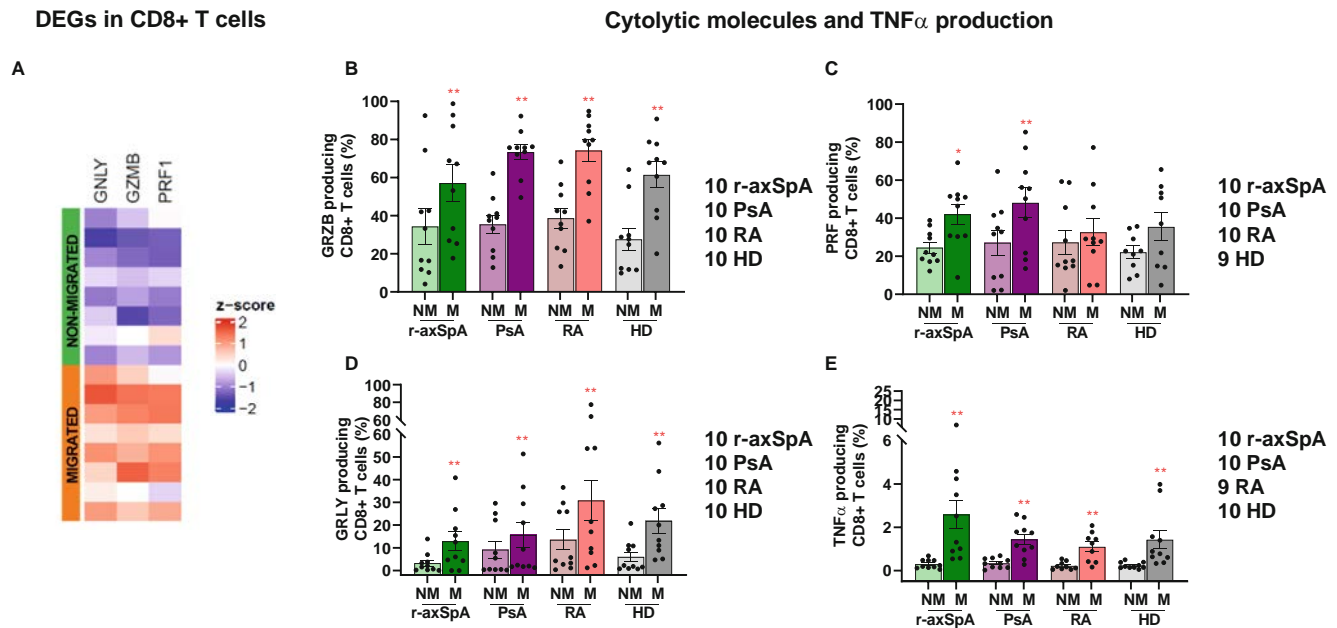 DEGs in CD8+ T cells
Cytolytic molecules and TNFα production
A
GNLY
GZMB
PRF1
NON-MIGRATED
MIGRATED
z-score
2
1
0
−1
−2
B
GRZB producing
CD8+ T cells (%)
100
80
60
40
20
0
**
**
**
**
NM M NM M NM M NM M
r-axSpA PsA RA HD
10 r-axSpA
10 PsA
10 RA
10 HD
C
PRF producing
CD8+ T cells (%)
100
80
60
40
20
0
*
**
NM M NM M NM M NM M
r-axSpA PsA RA HD
10 r-axSpA
10 PsA
10 RA
9 HD
D
GRLY producing
CD8+ T cells (%)
100
80
60
60
50
40
30
20
10
0
**
**
**
**
NM M NM M NM M NM M
r-axSpA PsA RA HD
10 r-axSpA
10 PsA
10 RA
10 HD
E
TNFα producing
CD8+ T cells (%)
25
20
15
10
5
6
4
2
0
**
**
**
**
NM M NM M NM M NM M
r-axSpA PsA RA HD
10 r-axSpA
10 PsA
9 RA
10 HD